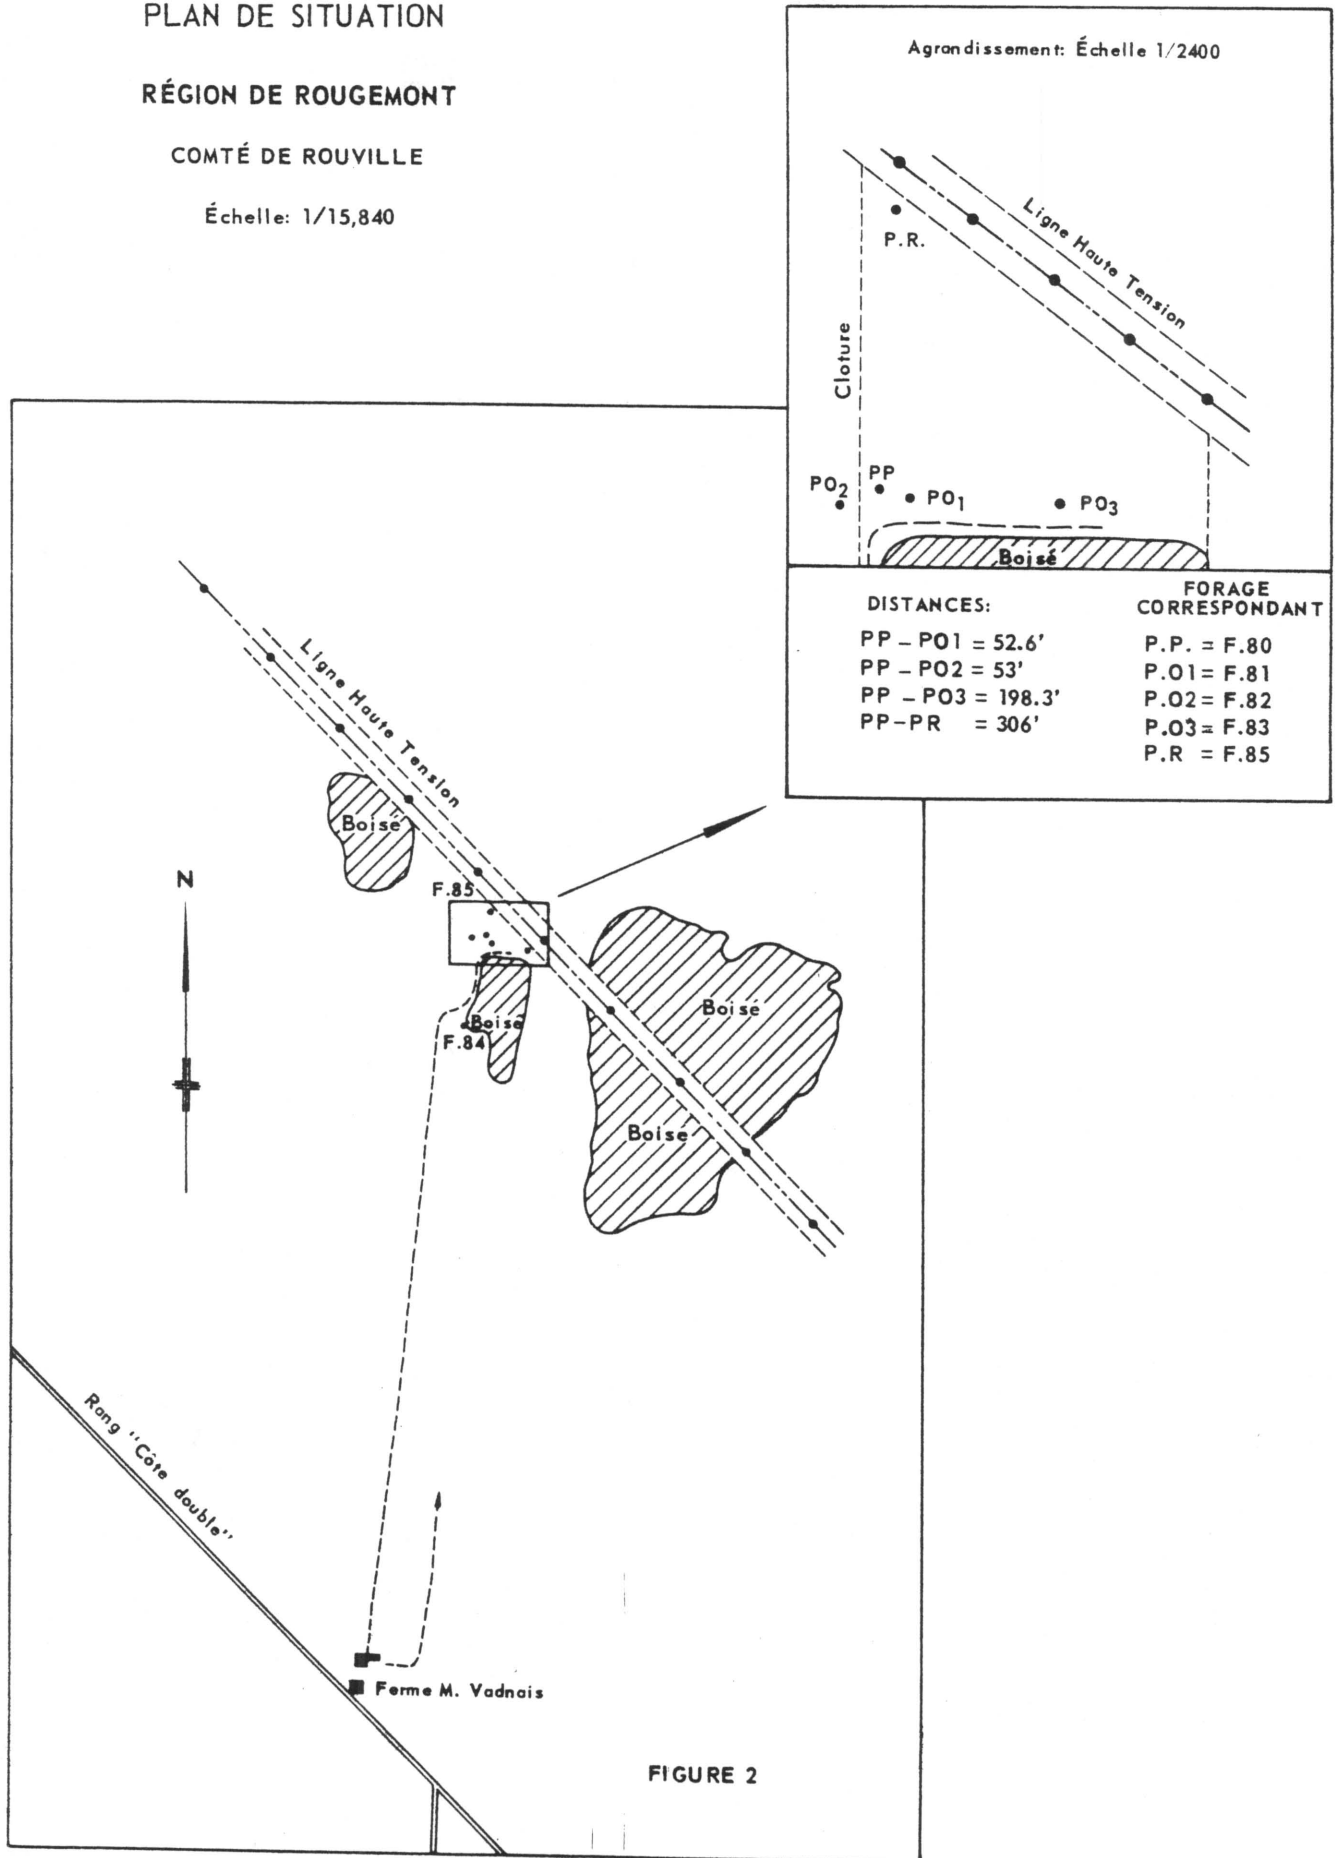 PLAN DE SITUATION
RÉGION DE ROUGEMONT
COMTÉ DE ROUVILLE
Échelle: 1/15,840
Agrandissement: Échelle 1/2400
Ligne Haute Tension
P.R.
Cloture
PO2
PP
PO1
PO3
Boisé
DISTANCES:
PP - PO1 = 52.6'
PP - PO2 = 53'
PP - PO3 = 198.3'
PP-PR = 306'
FORAGE
CORRESPONDANT
P.P. = F.80
P.O1 = F.81
P.O2 = F.82
P.O3 = F.83
P.R = F.85
Ligne Haute Tension
Boisé
N
F.85
Boisé
Boisé
F.84
Boisé
Rang "Côte double"
Ferme M. Vadnais
FIGURE 2